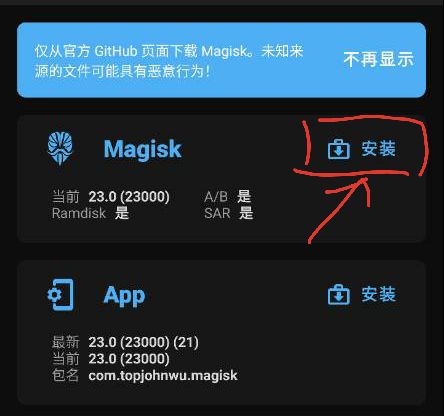 仅从官方 GitHub 页面下载 Magisk。未知来
源的文件可能具有恶意行为！
不再显示
Magisk
安装
当前 23.0 (23000)
A/B 是
Ramdisk 是
SAR 是
App
安装
最新 23.0 (23000) (21)
当前 23.0 (23000)
包名 com.topjohnwu.magisk